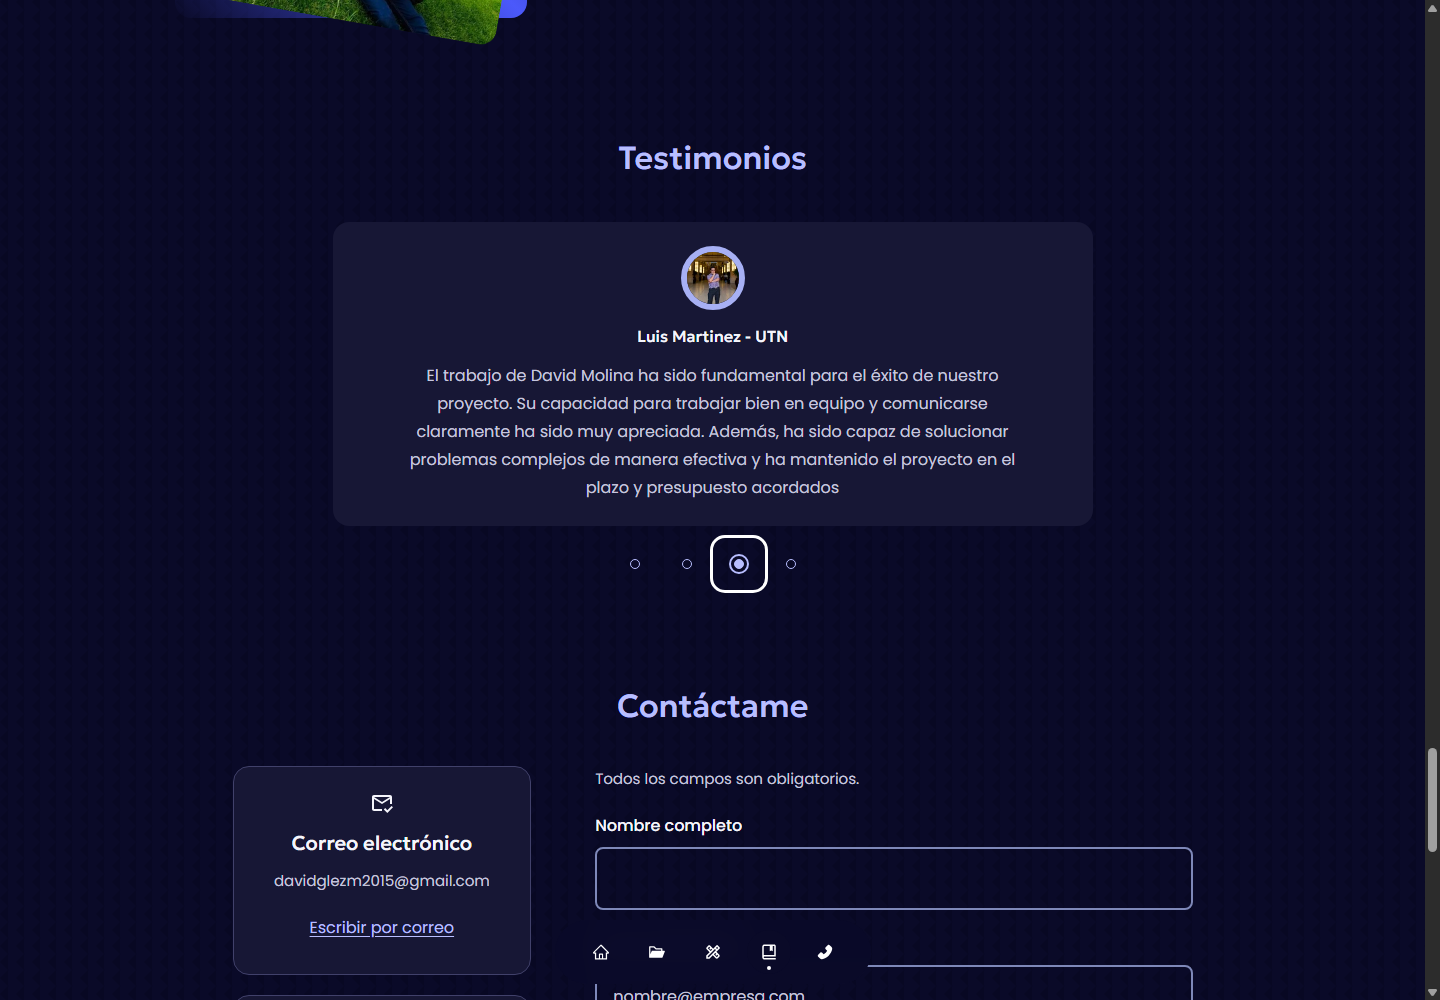 Testimonios
Luis Martinez - UTN
El trabajo de David Molina ha sido fundamental para el éxito de nuestro
proyecto. Su capacidad para trabajar bien en equipo y comunicarse
claramente ha sido muy apreciada. Además, ha sido capaz de solucionar
problemas complejos de manera efectiva y ha mantenido el proyecto en el
plazo y presupuesto acordados
Contáctame
Correo electrónico
davidglezm2015@gmail.com
Escribir por correo
Todos los campos son obligatorios.
Nombre completo
nombre@empresa.com